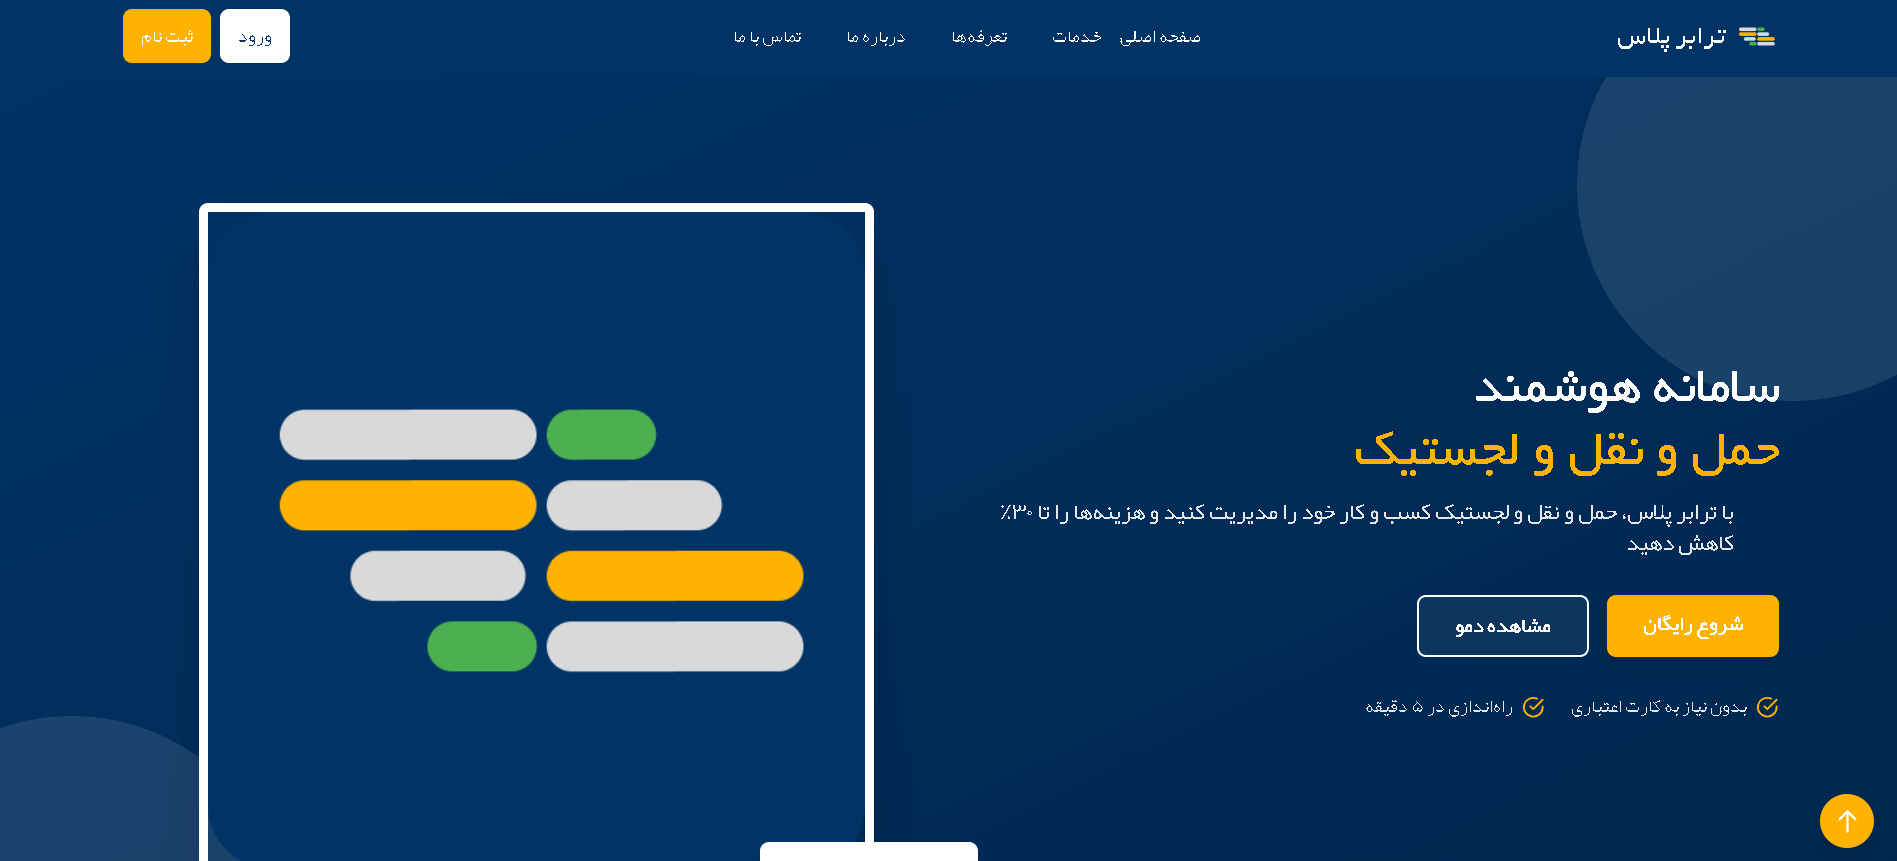 ترابر پلاس
صفحه اصلی
خدمات
تعرفه‌ها
درباره ما
تماس با ما
ورود
ثبت نام
سامانه هوشمند
حمل و نقل و لجستیک
با ترابر پلاس، حمل و نقل و لجستیک کسب و کار خود را مدیریت کنید و هزینه‌ها را تا ۳۰٪
کاهش دهید
شروع رایگان
مشاهده دمو
بدون نیاز به کارت اعتباری
راه‌اندازی در ۵ دقیقه